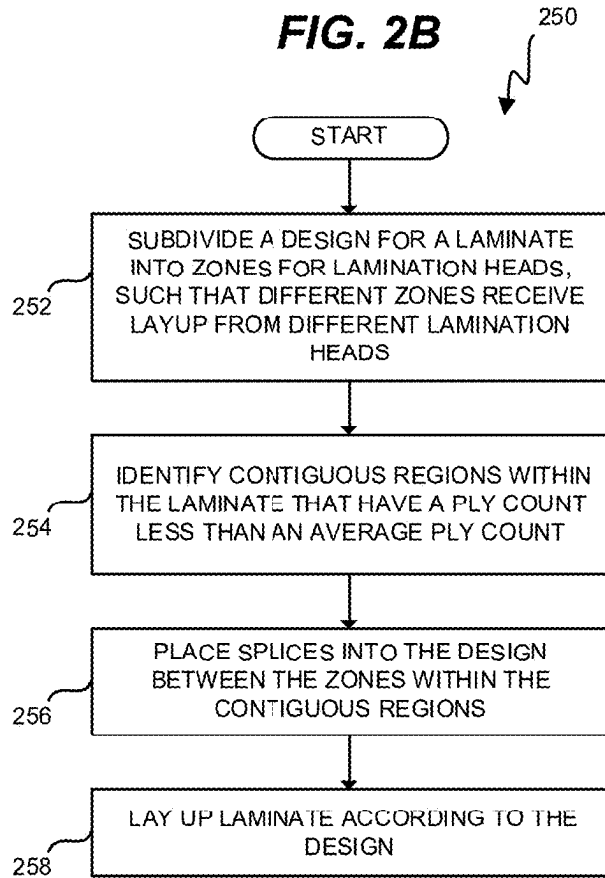 FIG. 2B
250
START
SUBDIVIDE A DESIGN FOR A LAMINATE
INTO ZONES FOR LAMINATION HEADS,
SUCH THAT DIFFERENT ZONES RECEIVE
LAYUP FROM DIFFERENT LAMINATION
HEADS
252
IDENTIFY CONTIGUOUS REGIONS WITHIN
THE LAMINATE THAT HAVE A PLY COUNT
LESS THAN AN AVERAGE PLY COUNT
254
PLACE SPLICES INTO THE DESIGN
BETWEEN THE ZONES WITHIN THE
CONTIGUOUS REGIONS
256
LAY UP LAMINATE ACCORDING TO THE
DESIGN
258